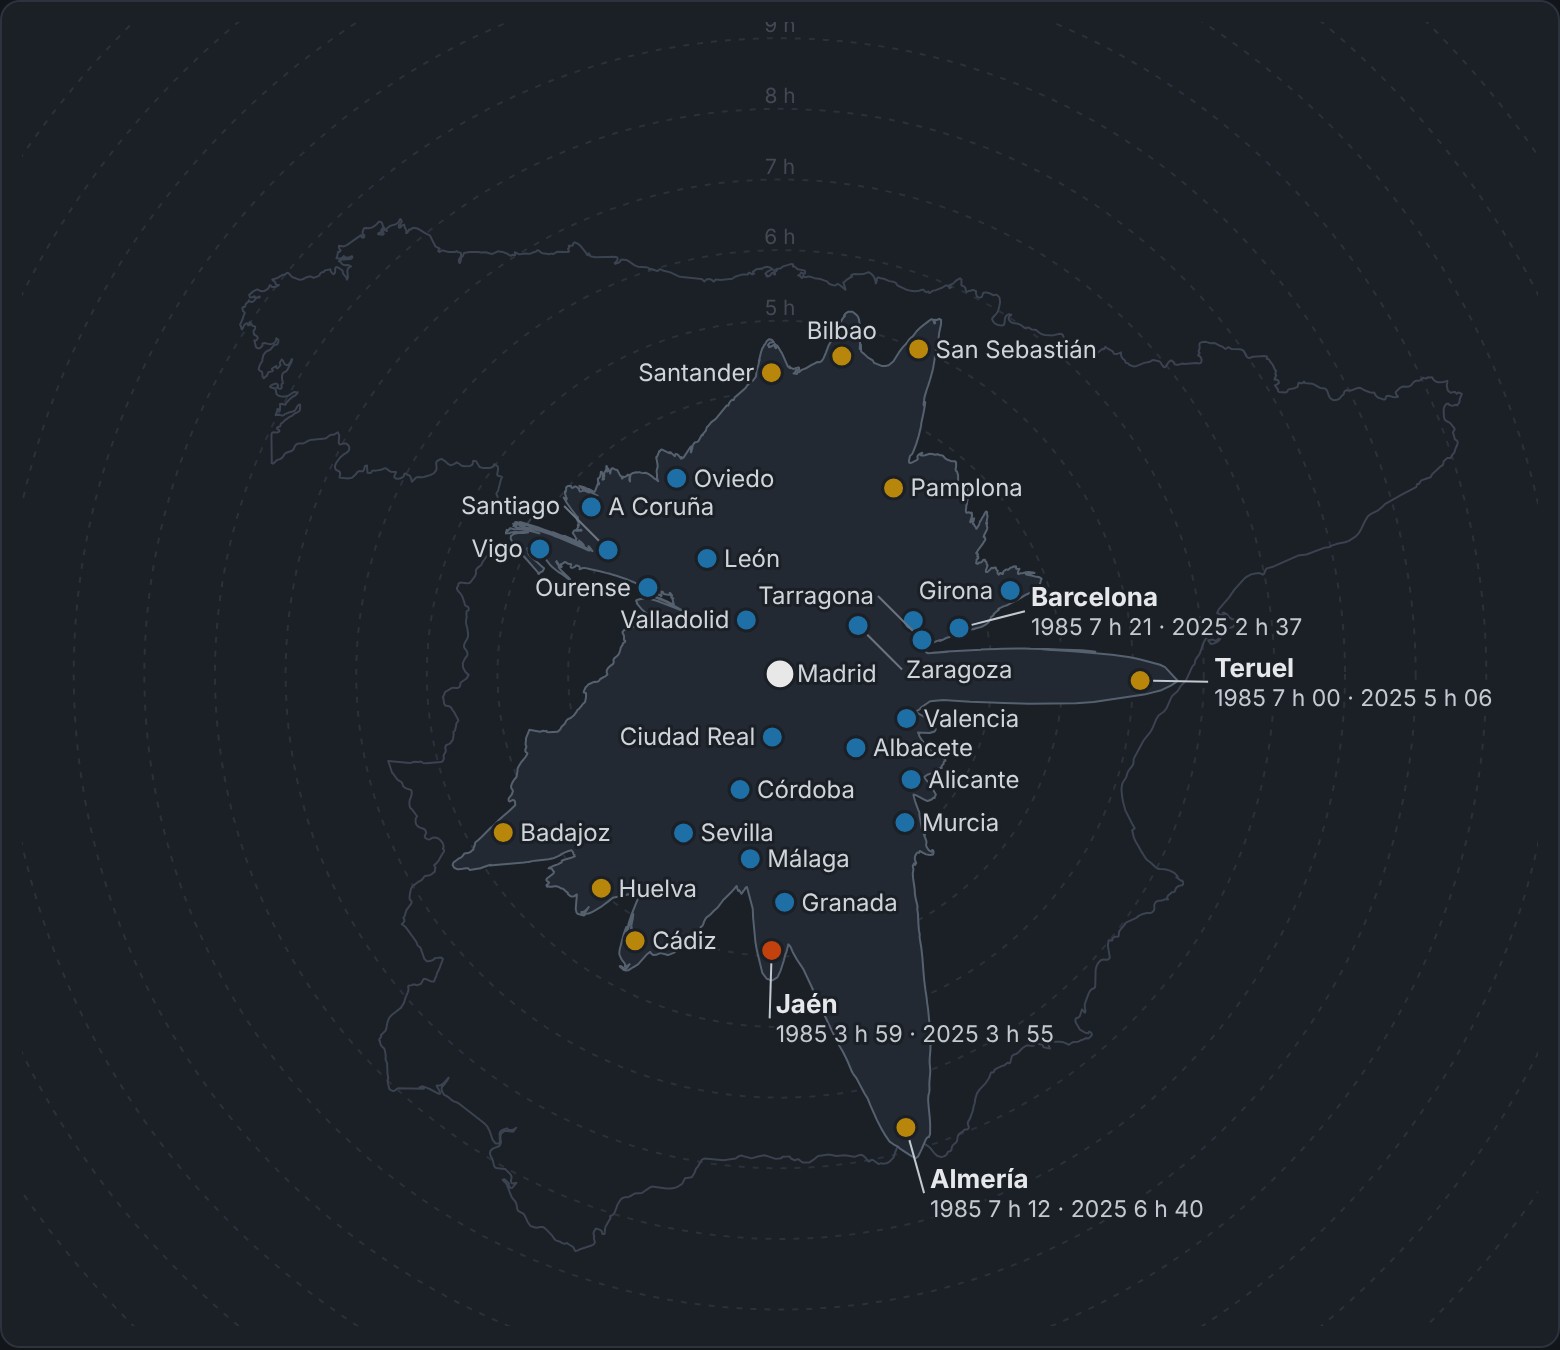 9 h
8 h
7 h
6 h
5 h
Bilbao
San Sebastián
Santander
Oviedo
Pamplona
Santiago
A Coruña
Vigo
León
Ourense
Tarragona
Girona
Barcelona
1985 7 h 21 · 2025 2 h 37
Valladolid
Madrid
Zaragoza
Teruel
1985 7 h 00 · 2025 5 h 06
Valencia
Ciudad Real
Albacete
Alicante
Córdoba
Murcia
Badajoz
Sevilla
Málaga
Huelva
Granada
Cádiz
Jaén
1985 3 h 59 · 2025 3 h 55
Almería
1985 7 h 12 · 2025 6 h 40